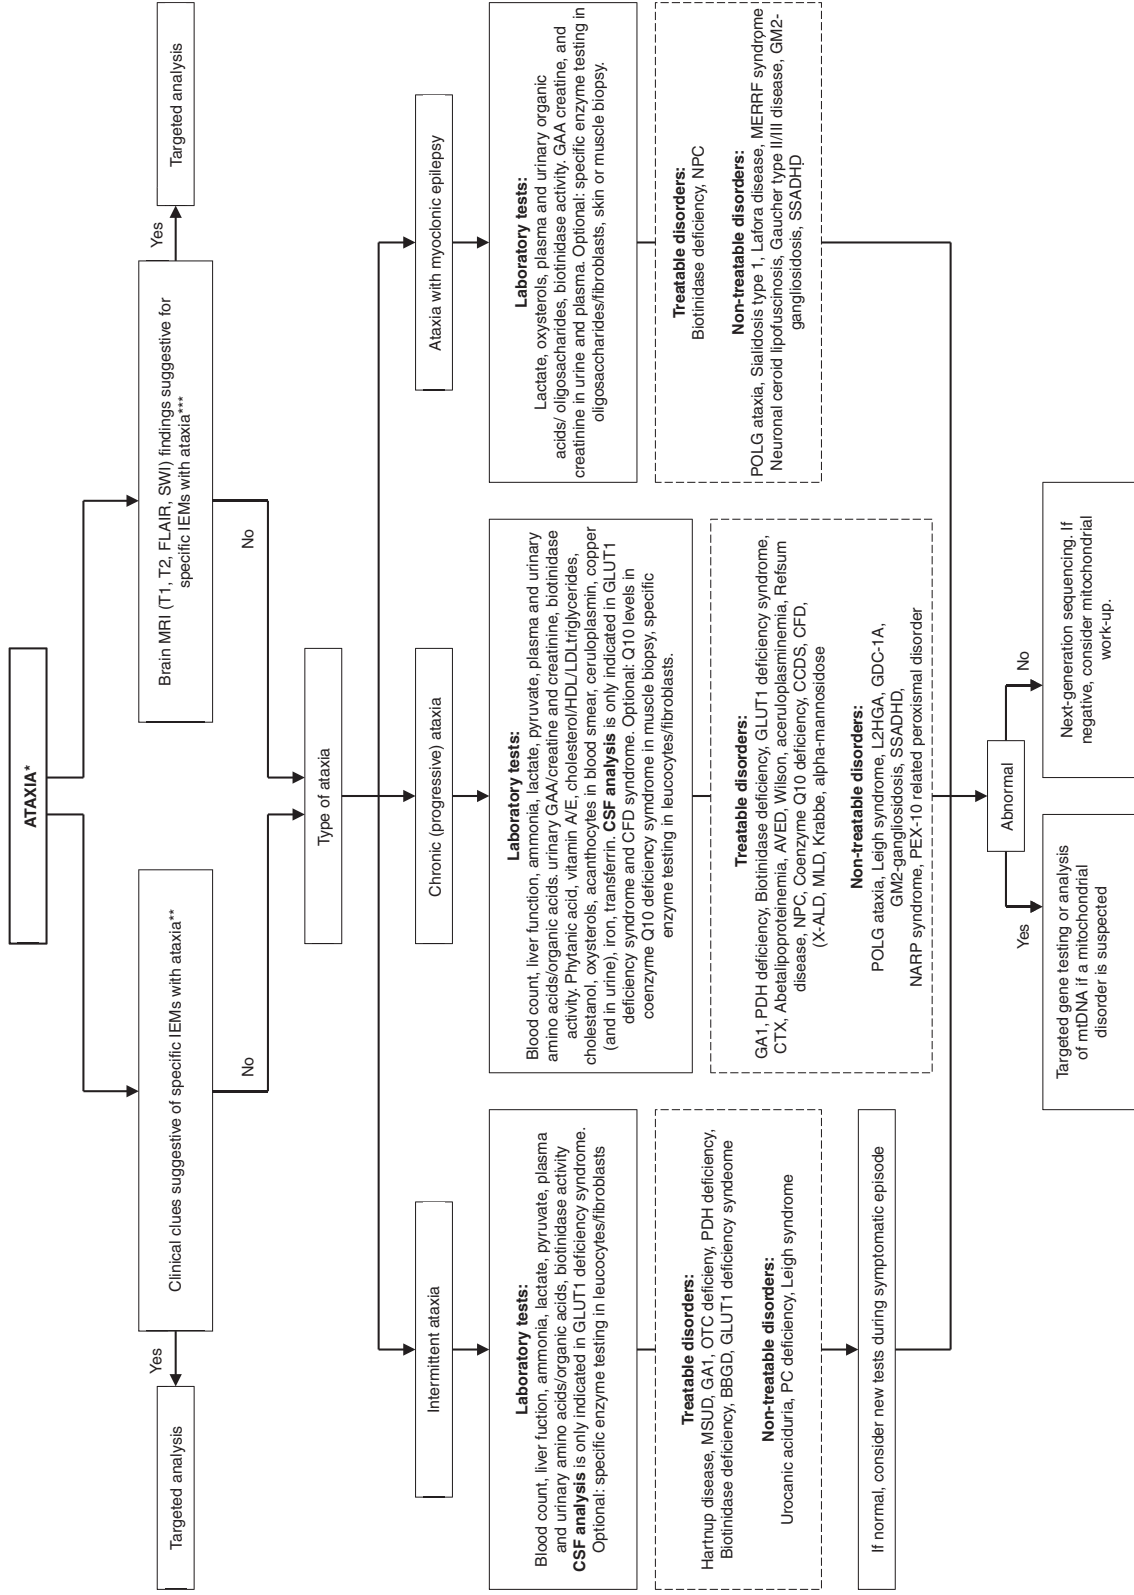 ATAXIA*
Clinical clues suggestive of specific IEMs with ataxia**
Brain MRI (T1, T2, FLAIR, SWI) findings suggestive for
specific IEMs with ataxia***
Yes
Targeted analysis
No
No
Yes
Targeted analysis
Type of ataxia
Intermittent ataxia
Chronic (progressive) ataxia
Ataxia with myoclonic epilepsy
Laboratory tests:
Blood count, liver fuction, ammonia, lactate, pyruvate, plasma
and urinary amino acids/organic acids, biotinidase activity
CSF analysis is only indicated in GLUT1 deficiency syndrome.
Optional: specific enzyme testing in leucocytes/fibroblasts
Laboratory tests:
Blood count, liver function, ammonia, lactate, pyruvate, plasma and urinary
amino acids/organic acids. urinary GAA/creatine and creatinine, biotinidase
activity. Phytanic acid, vitamin A/E, cholesterol/HDL/LDLtriglycerides,
cholestanol, oxysterols, acanthocytes in blood smear, ceruloplasmin, copper
(and in urine), iron, transferrin. CSF analysis is only indicated in GLUT1
deficiency syndrome and CFD syndrome. Optional: Q10 levels in
coenzyme Q10 deficiency symdrome in muscle biopsy, specific
enzyme testing in leucocytes/fibroblasts.
Laboratory tests:
Lactate, oxysterols, plasma and urinary organic
acids/ oligosacharides, biotinidase activity. GAA creatine, and
creatinine in urine and plasma. Optional: specific enzyme testing in
oligosaccharides/fibroblasts, skin or muscle biopsy.
Treatable disorders:
Hartnup disease, MSUD, GA1, OTC deficieny, PDH deficiency,
Biotinidase deficiency, BBGD, GLUT1 deficiency syndeome
Non-treatable disorders:
Urocanic aciduria, PC deficiency, Leigh syndrome
Treatable disorders:
GA1, PDH deficiency, Biotinidase deficiency, GLUT1 deficiency syndrome,
CTX, Abetalipoproteinemia, AVED, Wilson, aceruloplasminemia, Refsum
disease, NPC, Coenzyme Q10 deficiency, CCDS, CFD,
(X-ALD, MLD, Krabbe, alpha-mannosidose
Non-treatable disorders:
POLG ataxia, Leigh syndrome, L2HGA, GDC-1A,
GM2-gangliosidosis, SSADHD,
NARP syndrome, PEX-10 related peroxismal disorder
Treatable disorders:
Biotinidase deficiency, NPC
Non-treatable disorders:
POLG ataxia, Sialidosis type 1, Lafora disease, MERRF syndrome
Neuronal ceroid lipofuscinosis, Gaucher type II/III disease, GM2-
gangliosidosis, SSADHD
If normal, consider new tests during symptomatic episode
Abnormal
Yes
No
Targeted gene testing or analysis
of mtDNA if a mitochondrial
disorder is suspected
Next-generation sequencing. If
negative, consider mitochondrial
work-up.